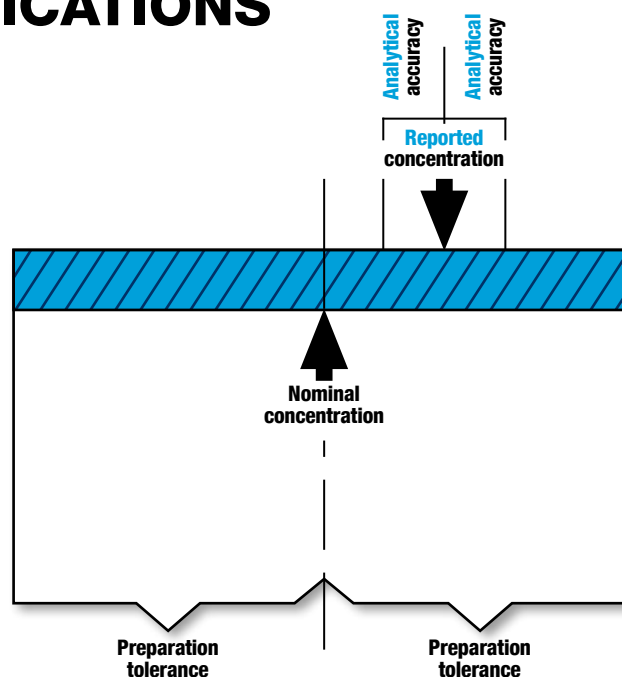 ICATIONS
Analytical
accuracy
Analytical
accuracy
Reported
concentration
Nominal
concentration
Preparation
tolerance
Preparation
tolerance